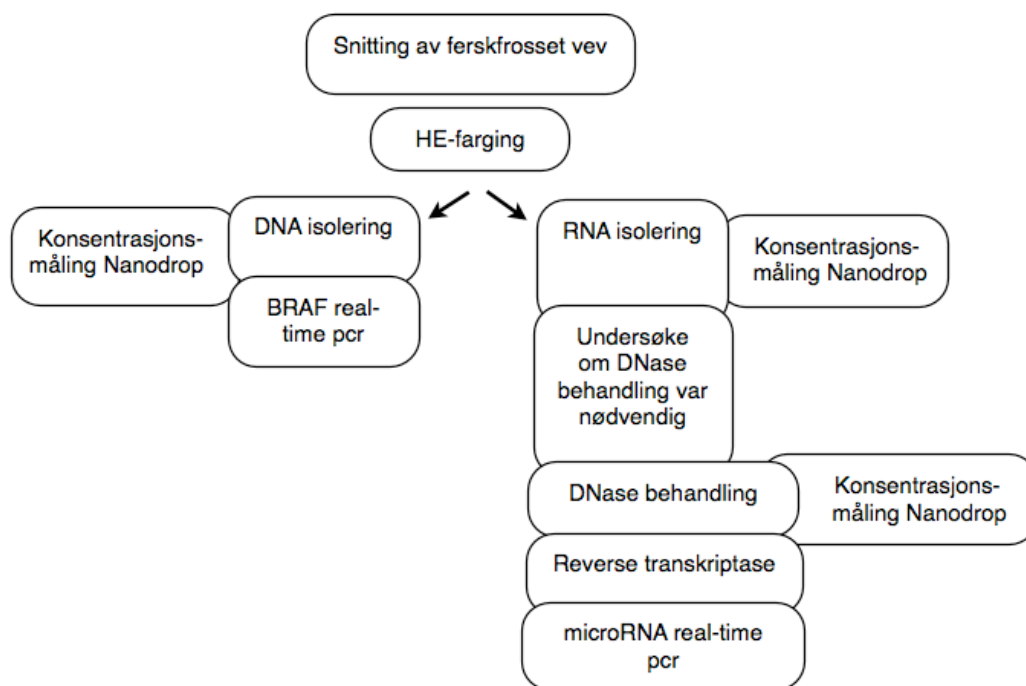 Snitting av ferskfrosset vev
HE-farging
Konsentrasjons-
måling Nanodrop
DNA isolering
BRAF real-
time pcr
RNA isolering
Konsentrasjons-
måling Nanodrop
Undersøke
om DNase
behandling var
nødvendig
DNase behandling
Konsentrasjons-
måling Nanodrop
Reverse transkriptase
microRNA real-time
pcr